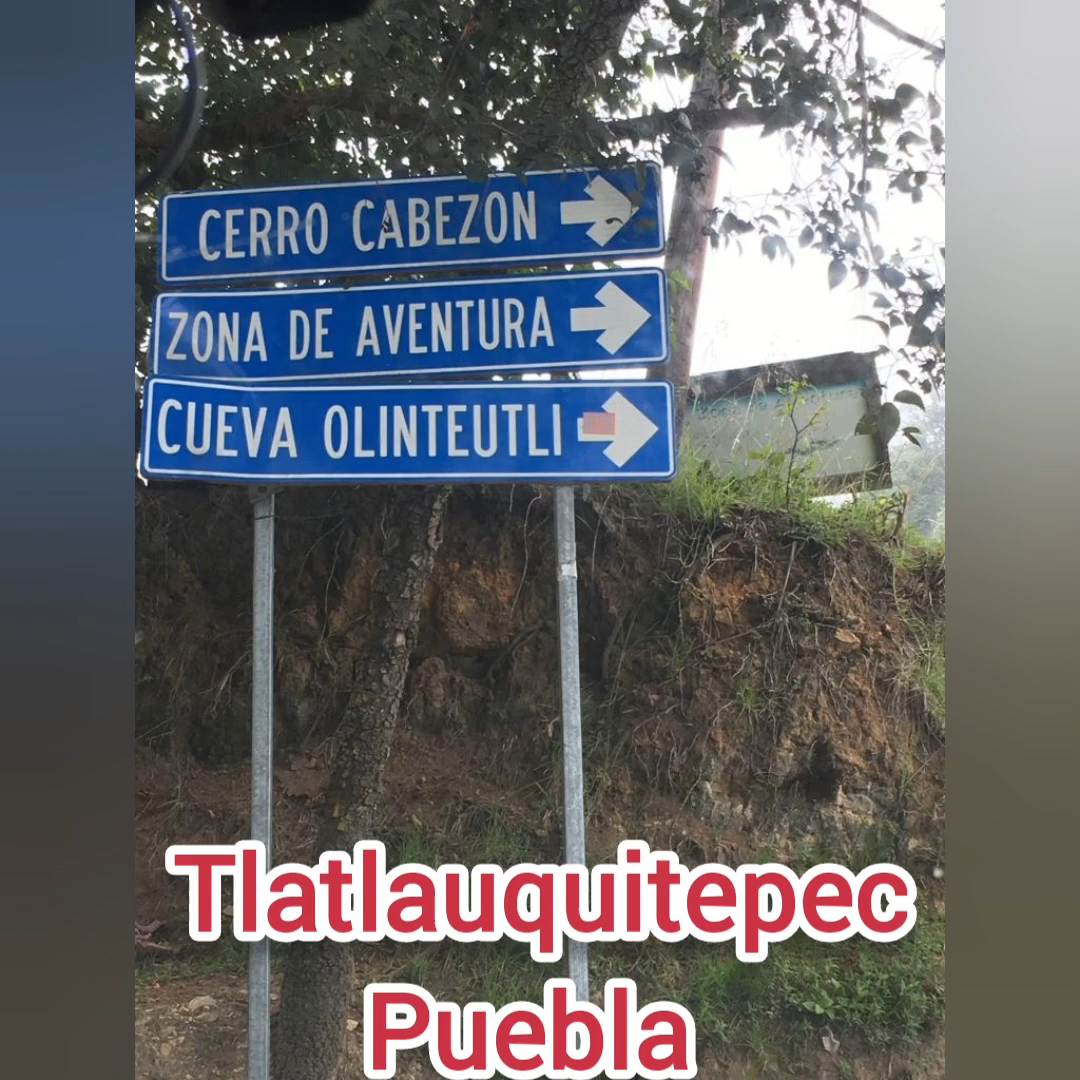 CERRO CABEZON
ZONA DE AVENTURA
CUEVA OLINTEUTLI
Tlatlauquitepec
Puebla